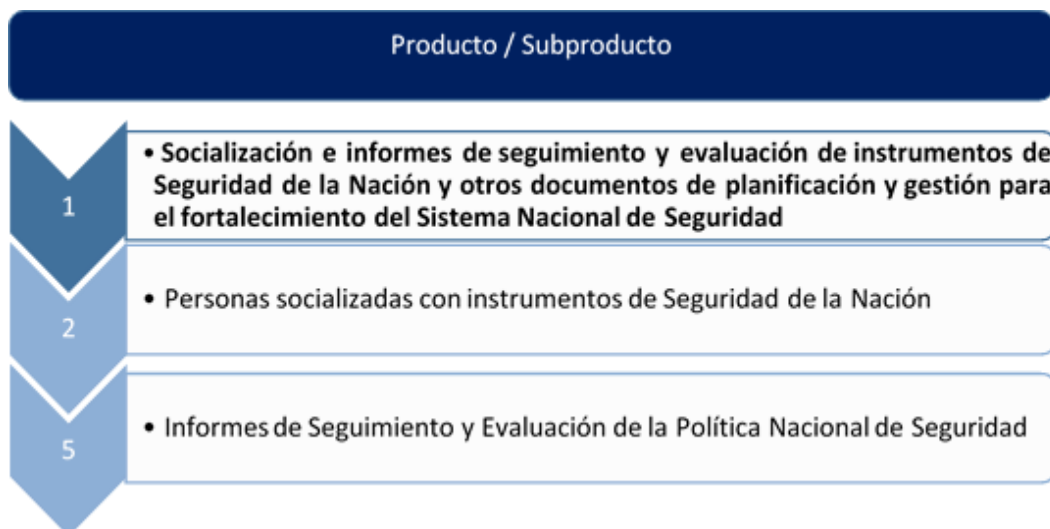 Producto / Subproducto
1
• Socialización e informes de seguimiento y evaluación de instrumentos de
Seguridad de la Nación y otros documentos de planificación y gestión para
el fortalecimiento del Sistema Nacional de Seguridad
2
• Personas socializadas con instrumentos de Seguridad de la Nación
5
• Informes de Seguimiento y Evaluación de la Política Nacional de Seguridad